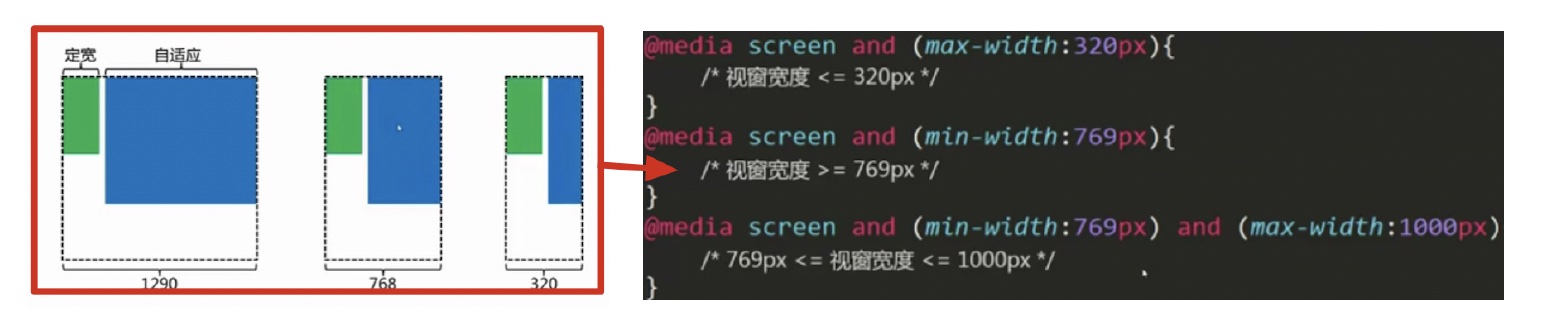 定宽 自适应
1290 768 320
@media screen and (max-width:320px){
/* 视窗宽度 <= 320px */
}
@media screen and (min-width:769px){
/* 视窗宽度 >= 769px */
}
@media screen and (min-width:769px) and (max-width:1000px)
/* 769px <= 视窗宽度 <= 1000px */
}